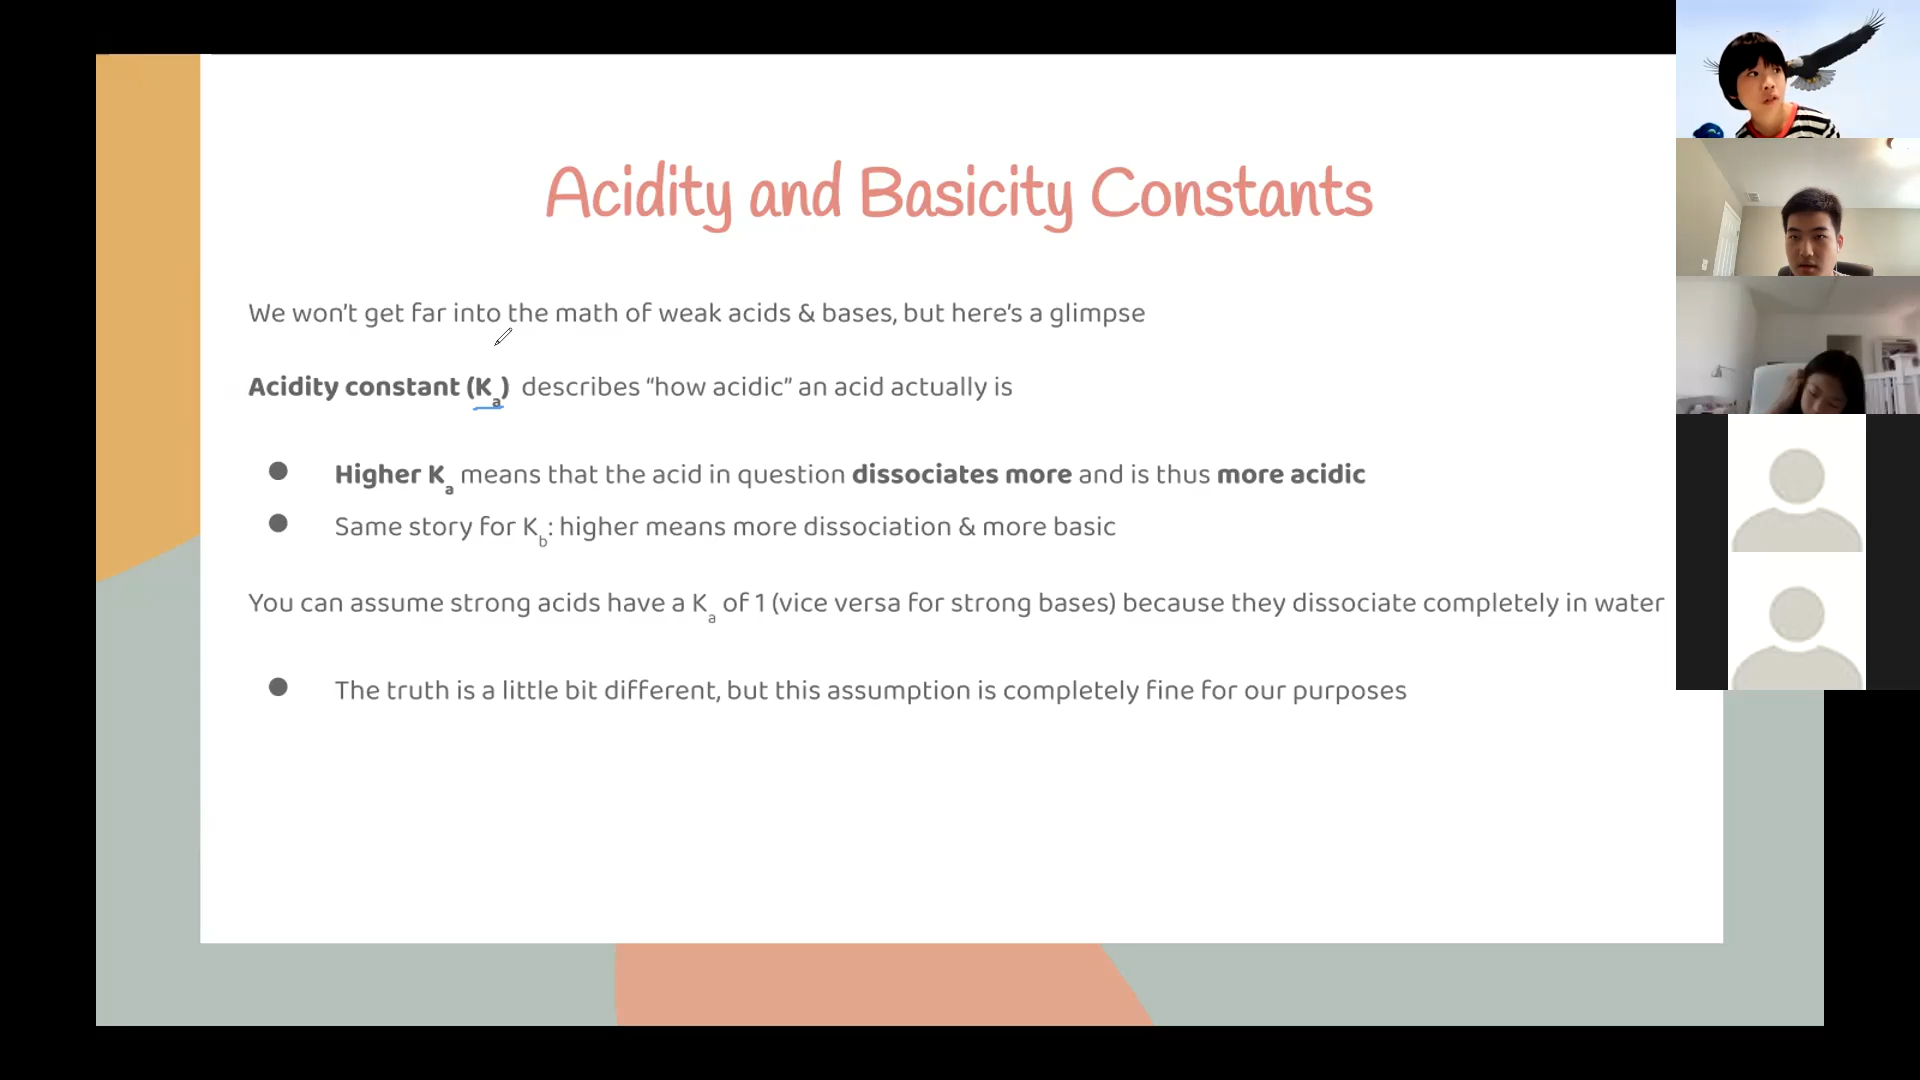 Acidity and Basicity Constants
We won't get far into the math of weak acids & bases, but here's a glimpse
Acidity constant (Ka) describes “how acidic” an acid actually is
● Higher Ka means that the acid in question dissociates more and is thus more acidic
● Same story for Kb: higher means more dissociation & more basic
You can assume strong acids have a Ka of 1 (vice versa for strong bases) because they dissociate completely in water
● The truth is a little bit different, but this assumption is completely fine for our purposes